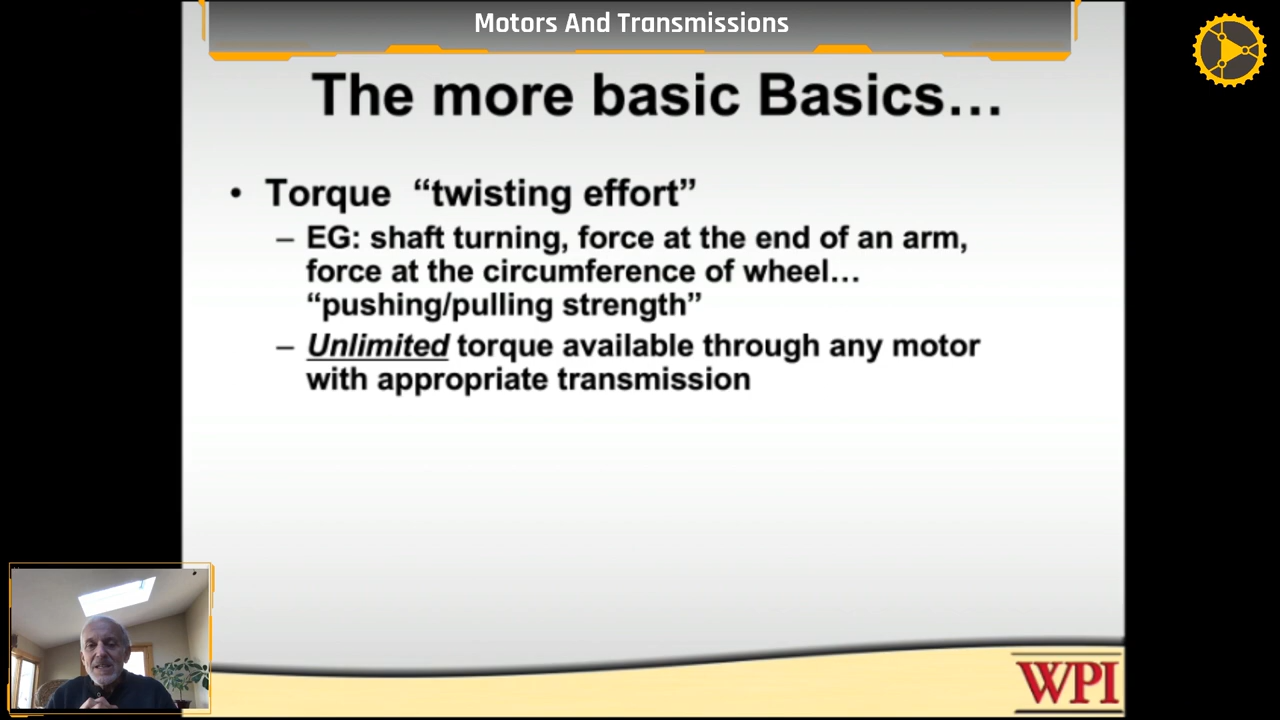 Motors And Transmissions
The more basic Basics…
• Torque “twisting effort”
– EG: shaft turning, force at the end of an arm,
force at the circumference of wheel…
“pushing/pulling strength”
– Unlimited torque available through any motor
with appropriate transmission
WPI